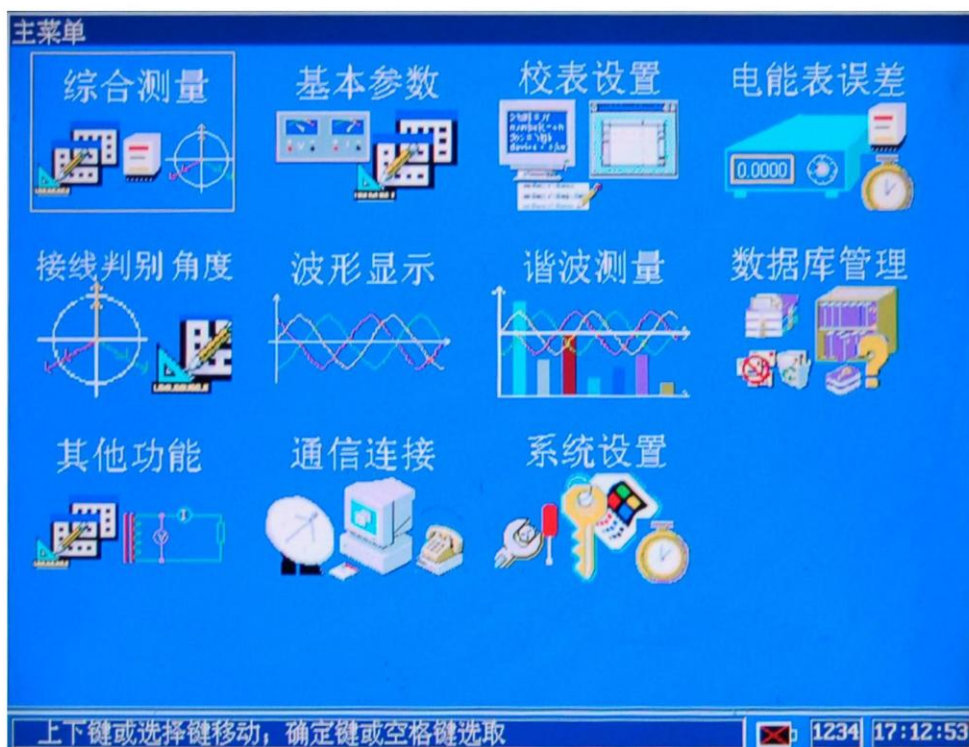 主菜单
综合测量 基本参数 校表设置 电能表误差
0.0000
接线判别角度 波形显示 谐波测量 数据库管理
其他功能 通信连接 系统设置
上下键或选择键移动，确定键或空格键选取 1234 17:12:53